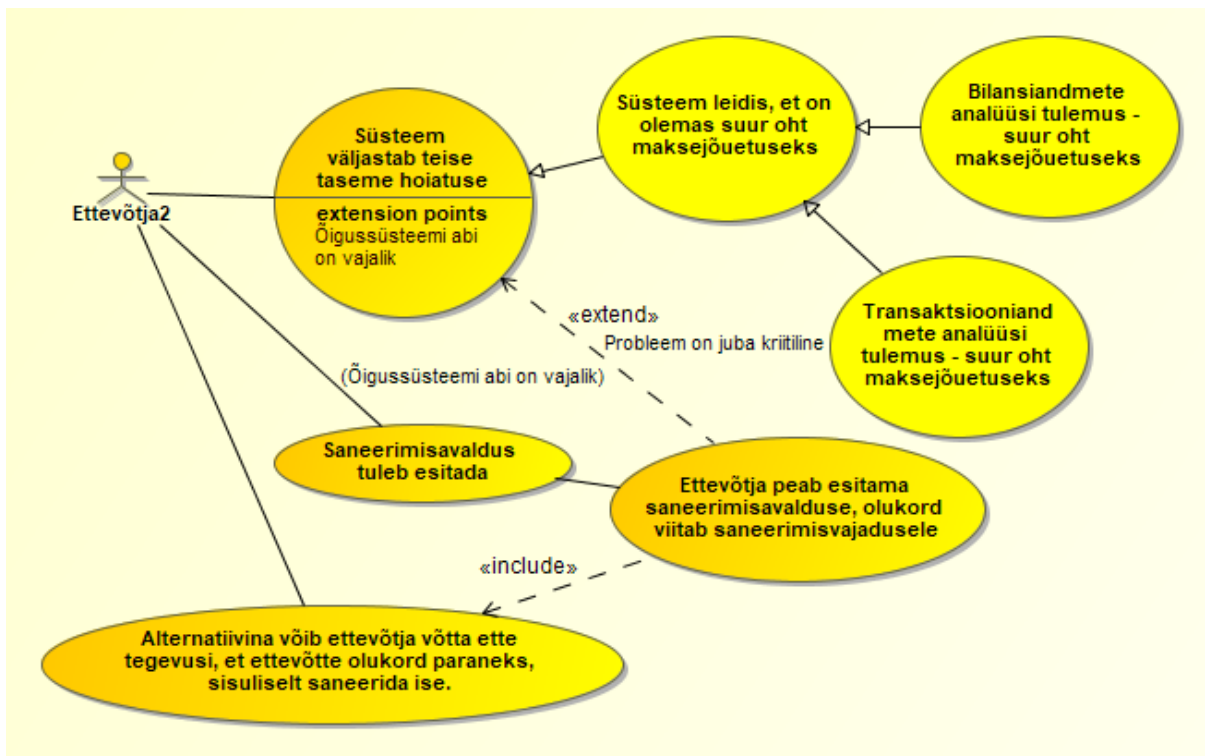 Süsteem
väljastab teise
taseme hoiatuse
extension points
Õigussüsteemi abi
on vajalik
Süsteem leidis, et on
olemas suur oht
maksejõuetuseks
Bilansiandmete
analüüsi tulemus -
suur oht
maksejõuetuseks
Ettevõtja2
Transaktsiooniand
mete analüüsi
tulemus - suur oht
maksejõuetuseks
«extend»
Probleem on juba kriitiline
(Õigussüsteemi abi on vajalik)
Saneerimisavaldus
tuleb esitada
Ettevõtja peab esitama
saneerimisavalduse, olukord
viitab saneerimisvajadusele
«include»
Alternatiivina võib ettevõtja võtta ette
tegevusi, et ettevõtte olukord paraneks,
sisuliselt saneerida ise.